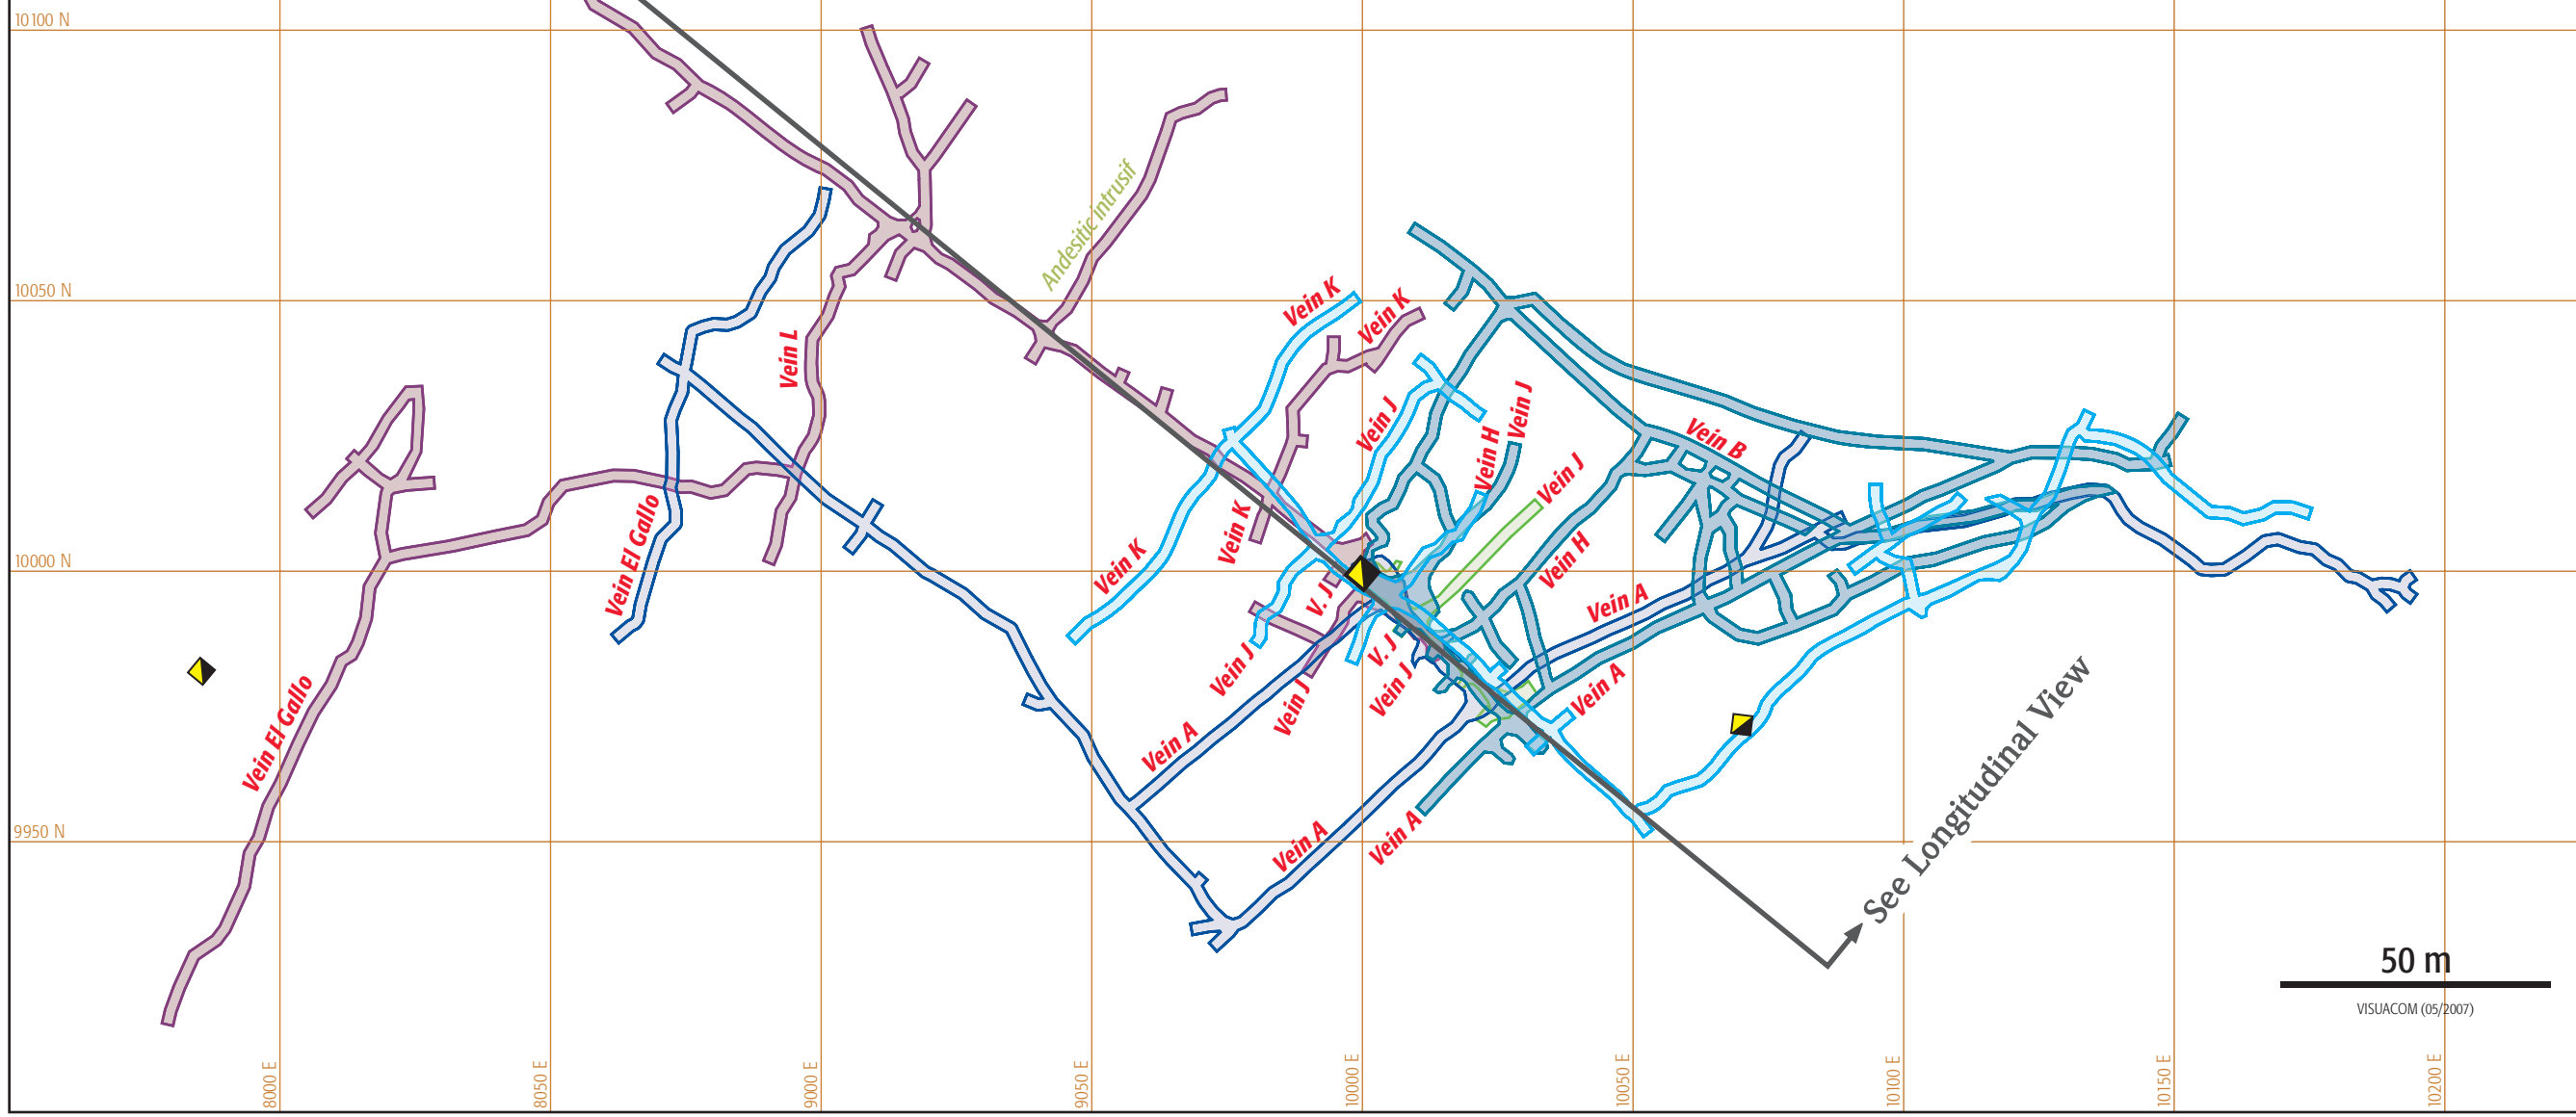 10100 N
Andesitic intrusif
10050 N
Vein K
Vein K
Vein L
Vein J
Vein J
Vein H
Vein B
Vein J
Vein El Gallo
Vein K
Vein K
Vein H
10000 N
V. J
Vein A
Vein J
V. J
Vein J
Vein A
Vein El Gallo
Vein J
Vein A
See Longitudinal View
9950 N
Vein A
Vein A
50 m
VISUACOM (05/2007)
8000 E
8050 E
9000 E
9050 E
10000 E
10050 E
10100 E
10150 E
10200 E